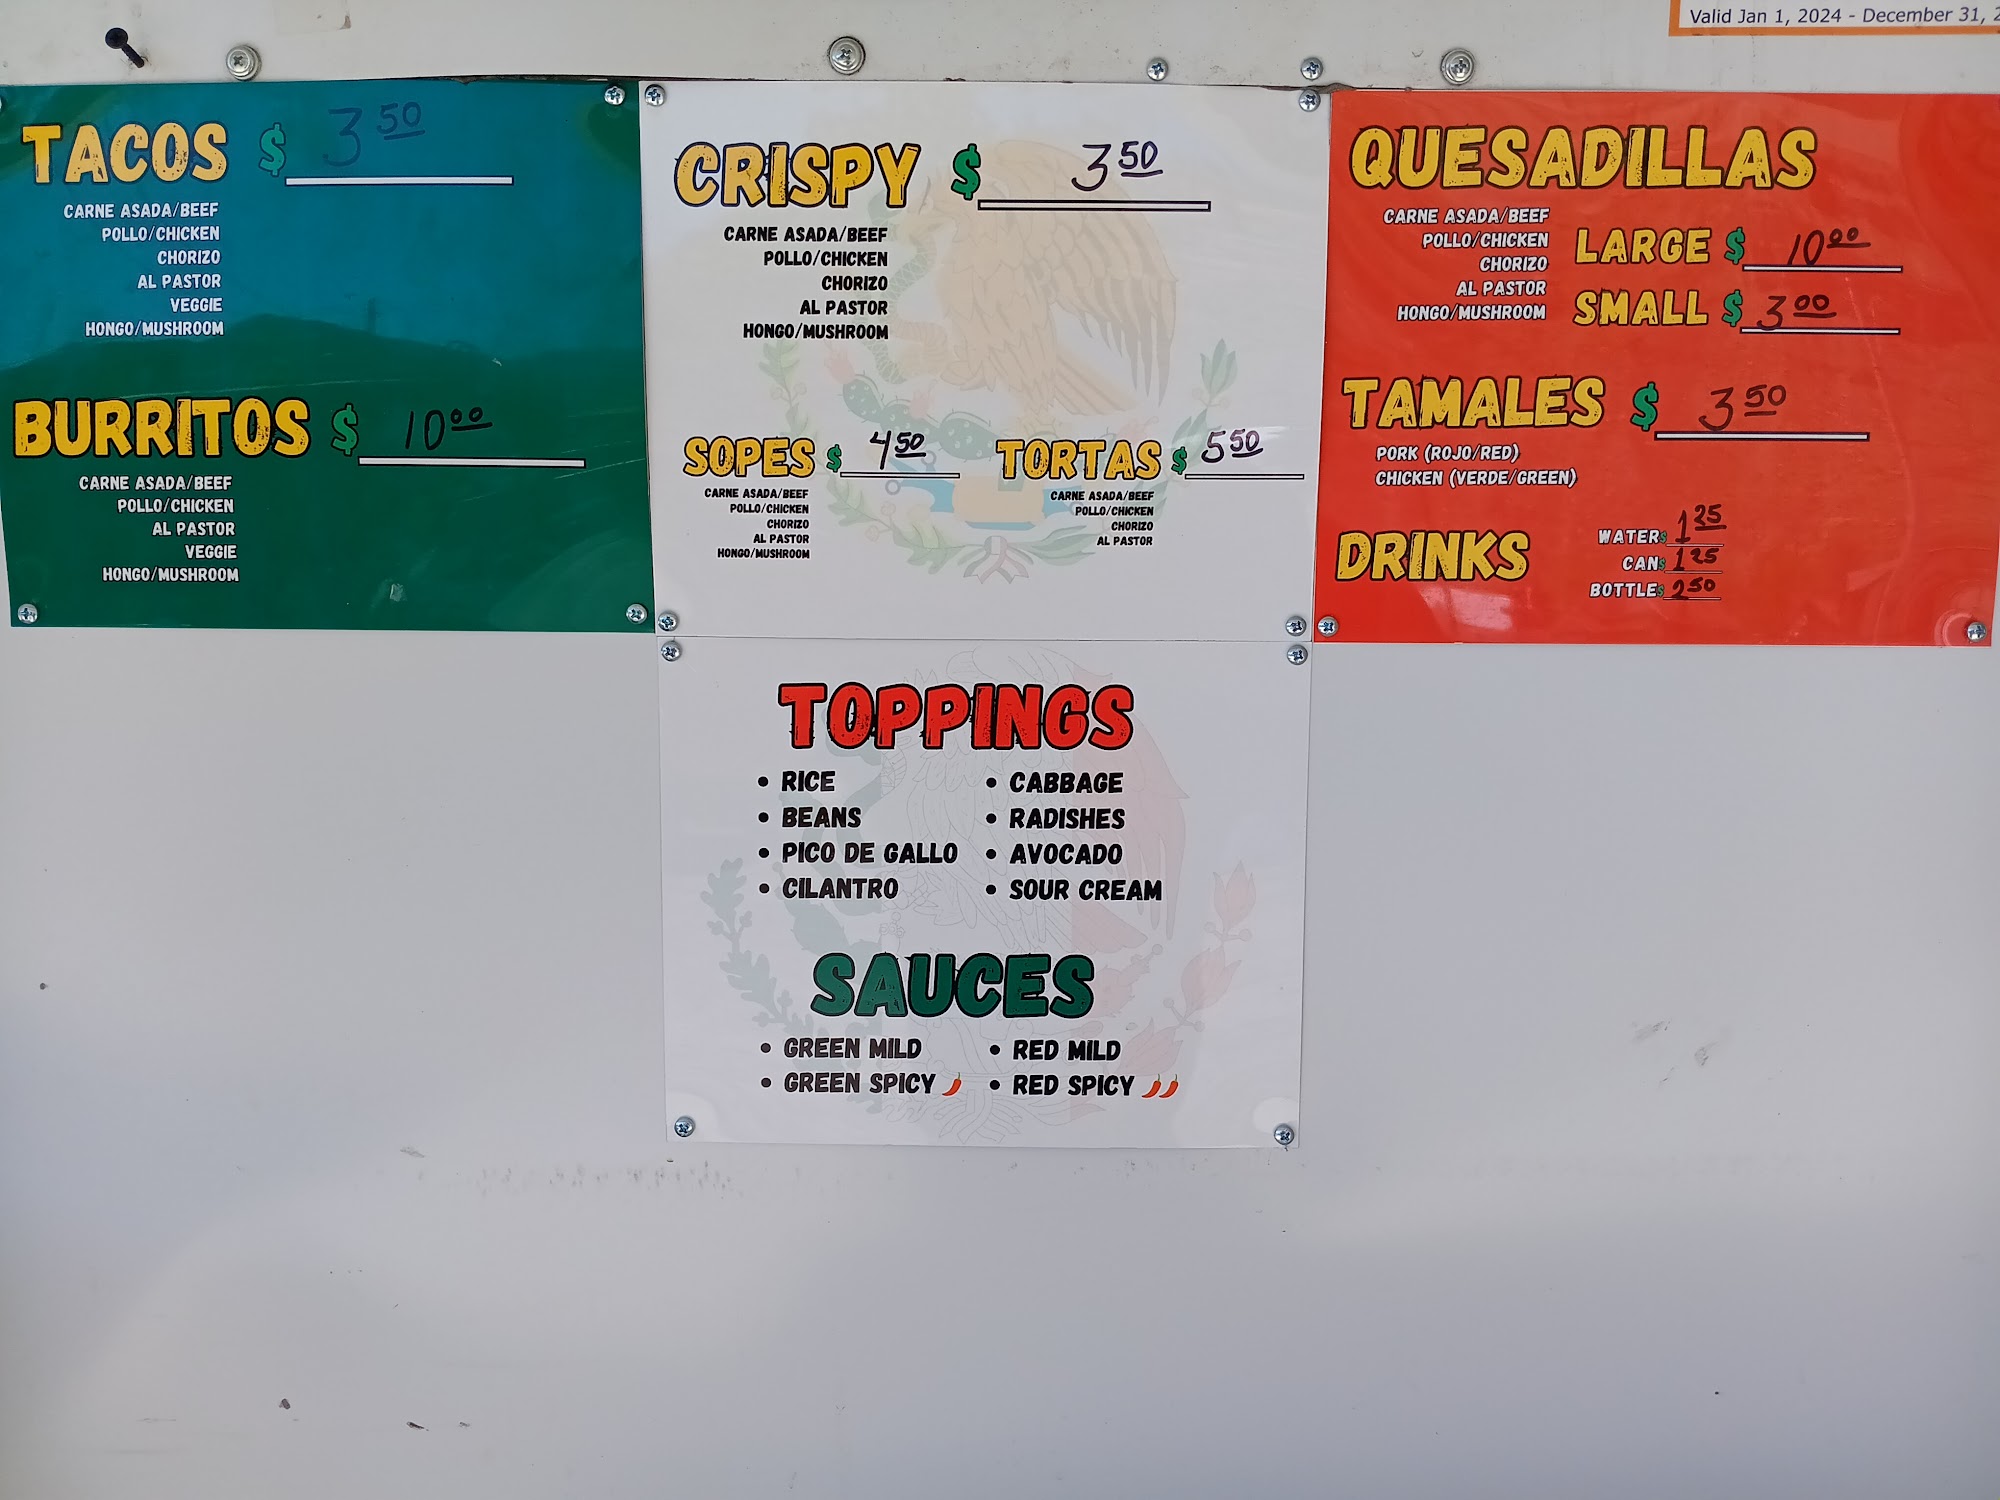 Valid Jan 1, 2024 - December 31, 2
TACOS $ 3 50
CARNE ASADA/BEEF
POLLO/CHICKEN
CHORIZO
AL PASTOR
VEGGIE
HONGO/MUSHROOM
BURRITOS $ 10 00
CARNE ASADA/BEEF
POLLO/CHICKEN
AL PASTOR
VEGGIE
HONGO/MUSHROOM
CRISPY $ 3 50
CARNE ASADA/BEEF
POLLO/CHICKEN
CHORIZO
AL PASTOR
HONGO/MUSHROOM
SOPES $ 4 50
CARNE ASADA/BEEF
POLLO/CHICKEN
CHORIZO
AL PASTOR
HONGO/MUSHROOM
TORTAS $ 5 50
CARNE ASADA/BEEF
POLLO/CHICKEN
CHORIZO
AL PASTOR
QUESADILLAS
CARNE ASADA/BEEF
POLLO/CHICKEN
CHORIZO
AL PASTOR
HONGO/MUSHROOM
LARGE $ 10 00
SMALL $ 3 00
TAMALES $ 3 50
PORK (ROJO/RED)
CHICKEN (VERDE/GREEN)
DRINKS
WATER $ 1 25
CAN $ 1 25
BOTTLE $ 2 50
TOPPINGS
• RICE
• BEANS
• PICO DE GALLO
• CILANTRO
• CABBAGE
• RADISHES
• AVOCADO
• SOUR CREAM
SAUCES
• GREEN MILD
• GREEN SPICY
• RED MILD
• RED SPICY